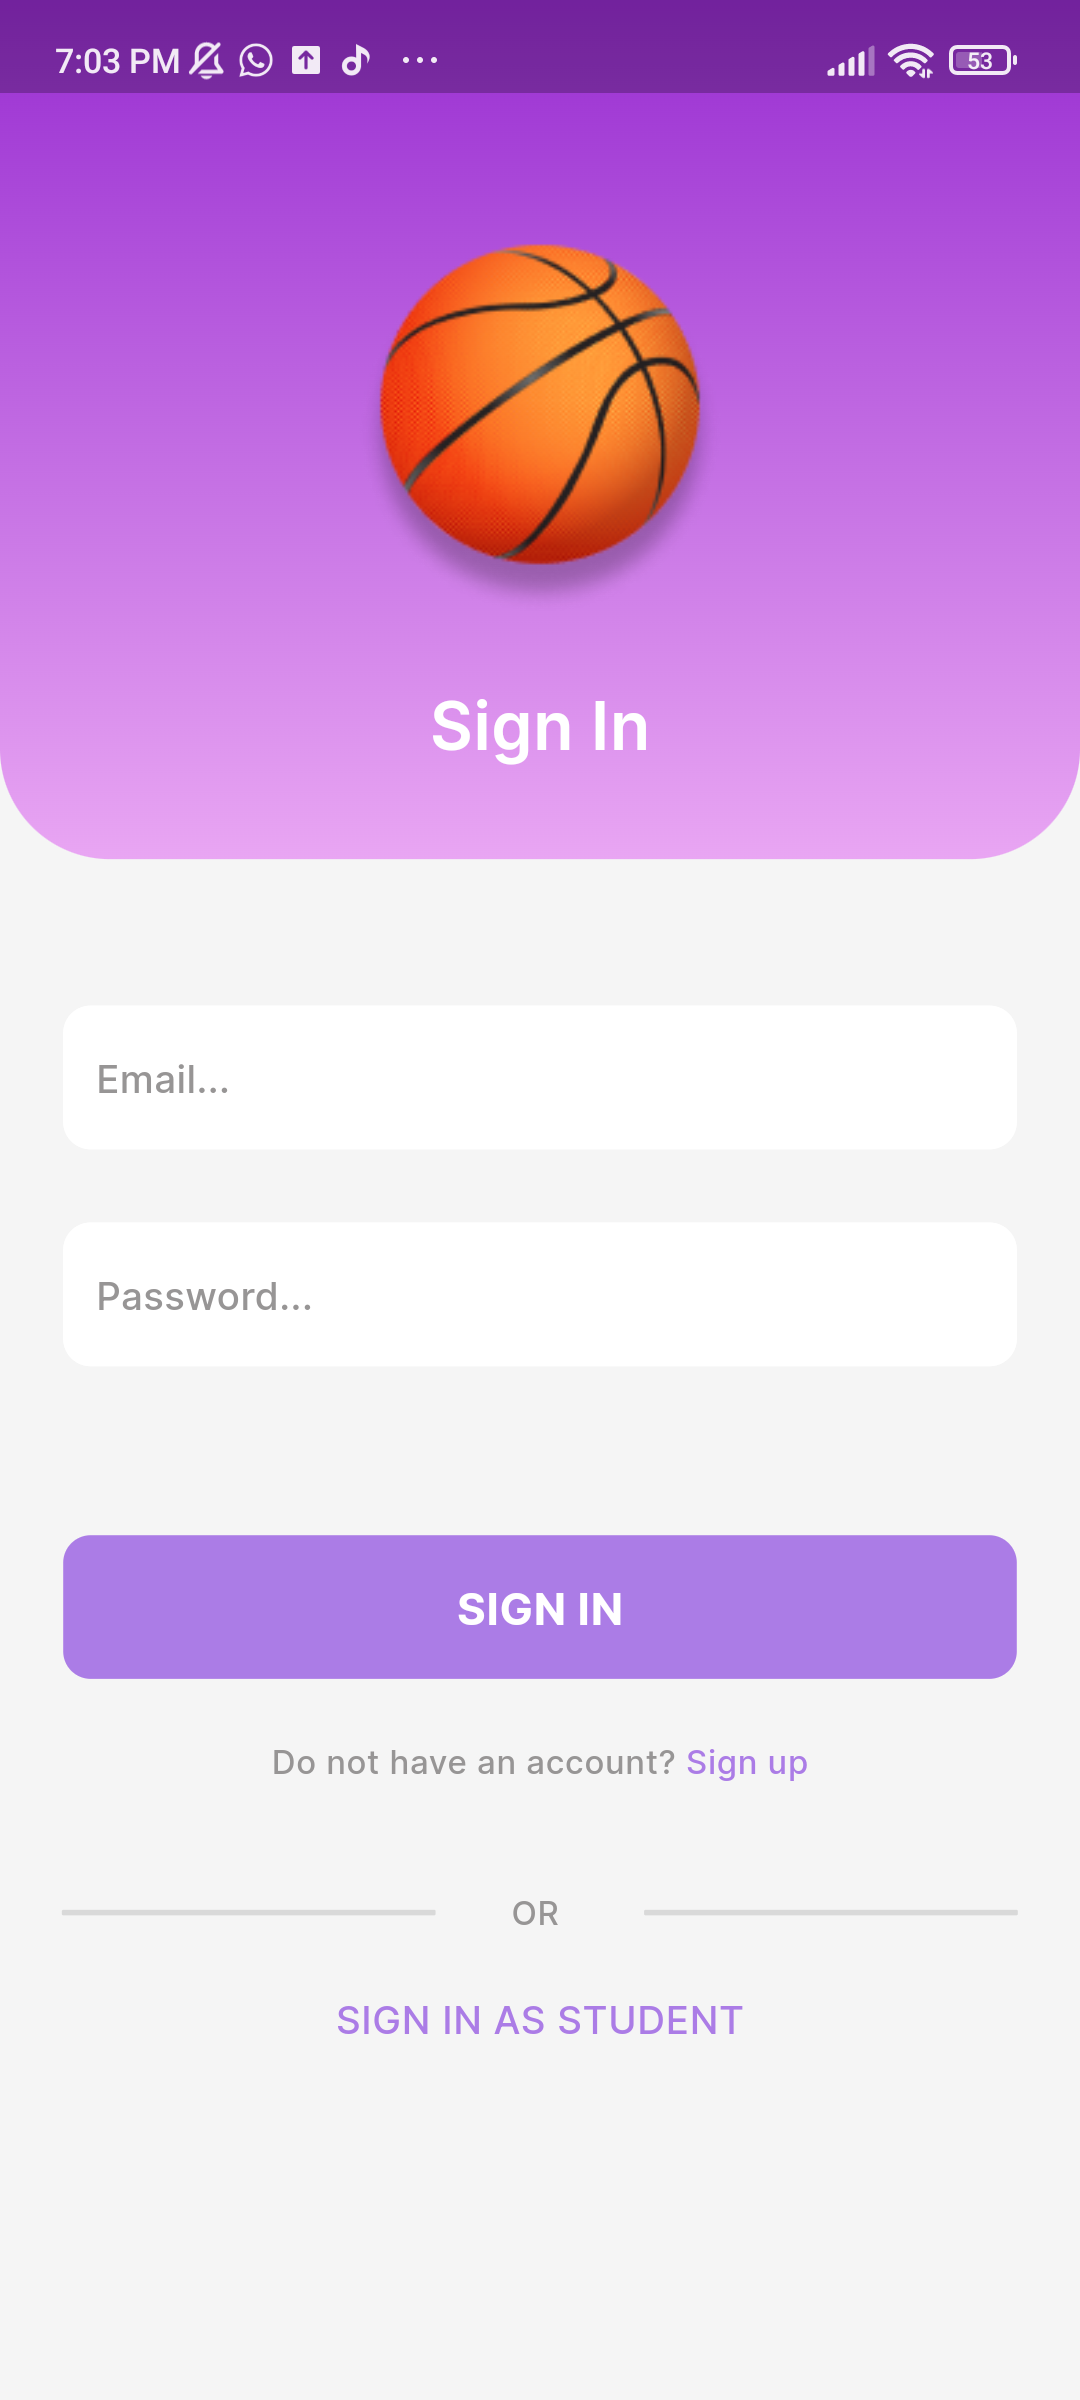 7:03 PM
53
Sign In
Email...
Password...
SIGN IN
Do not have an account? Sign up
OR
SIGN IN AS STUDENT